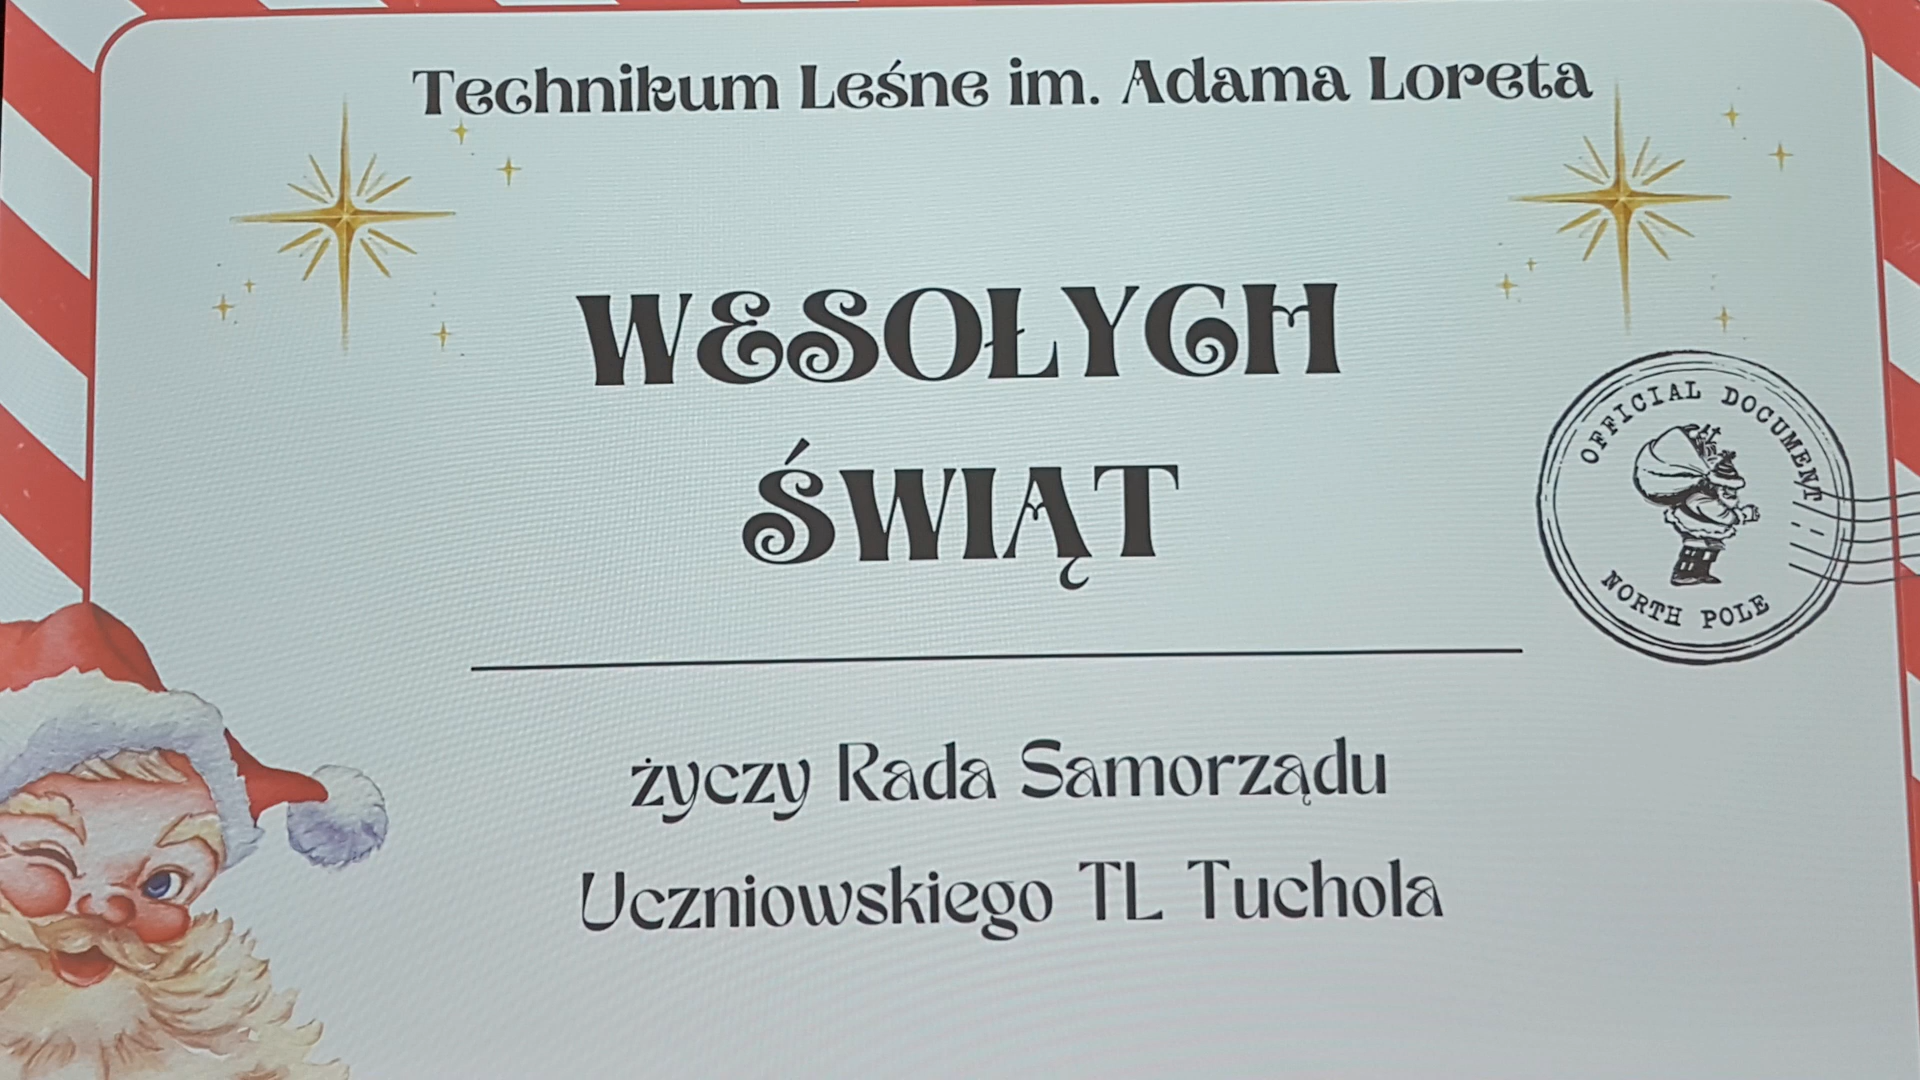 Technikum Leśne im. Adama Loreta
WESOŁYCH
ŚWIĄT
OFFICIAL DOCUMENT
NORTH POLE
życzy Rada Samorządu
Uczniowskiego TL Tuchola